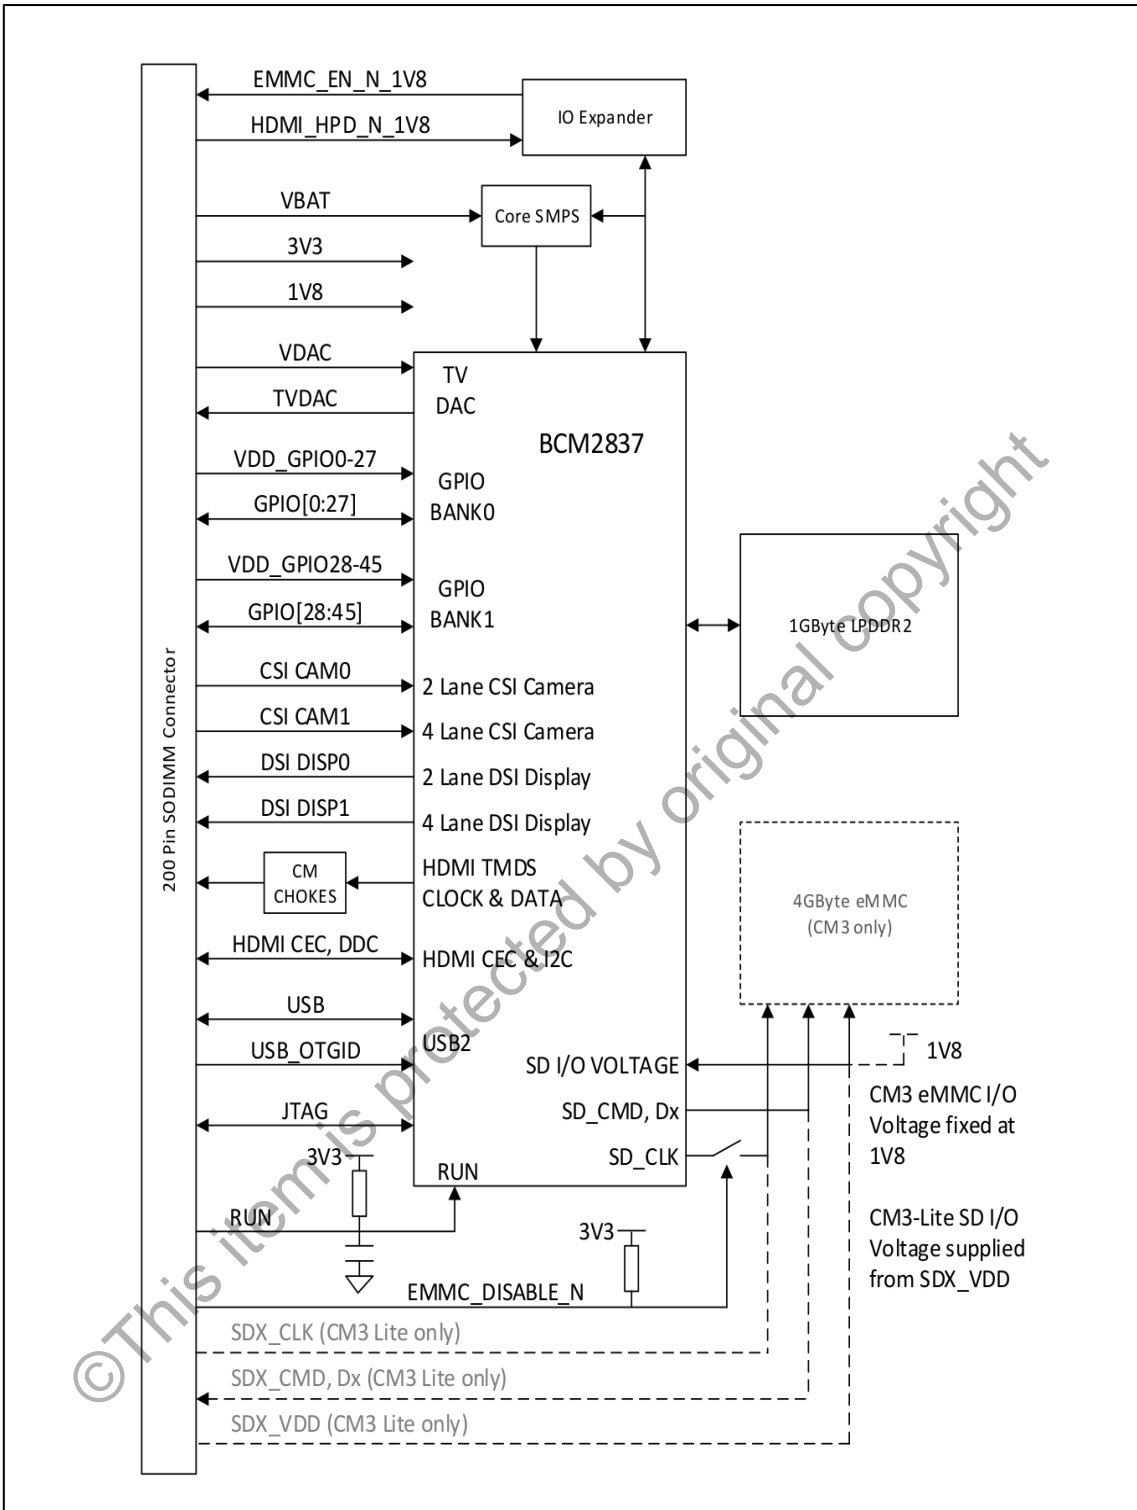 EMMC_EN_N_1V8
IO Expander
HDMI_HPD_N_1V8
VBAT
Core SMPS
3V3
1V8
VDAC
TV
DAC
TVDAC
BCM2837
VDD_GPIO0-27
GPIO
BANK0
GPIO[0:27]
VDD_GPIO28-45
GPIO
BANK1
GPIO[28:45]
1GByte LPDDR2
200 Pin SODIMM Connector
CSI CAM0
2 Lane CSI Camera
CSI CAM1
4 Lane CSI Camera
DSI DISP0
2 Lane DSI Display
DSI DISP1
4 Lane DSI Display
CM
CHOKES
HDMI TMDS
CLOCK & DATA
4GByte eMMC
(CM3 only)
HDMI CEC, DDC
HDMI CEC & I2C
USB
USB2
USB_OTGID
SD I/O VOLTAGE
1V8
CM3 eMMC I/O
Voltage fixed at
1V8
SD_CMD, Dx
JTAG
SD_CLK
3V3
RUN
RUN
3V3
CM3-Lite SD I/O
Voltage supplied
from SDX_VDD
EMMC_DISABLE_N
SDX_CLK (CM3 Lite only)
SDX_CMD, Dx (CM3 Lite only)
SDX_VDD (CM3 Lite only)
©This item is protected by original copyright